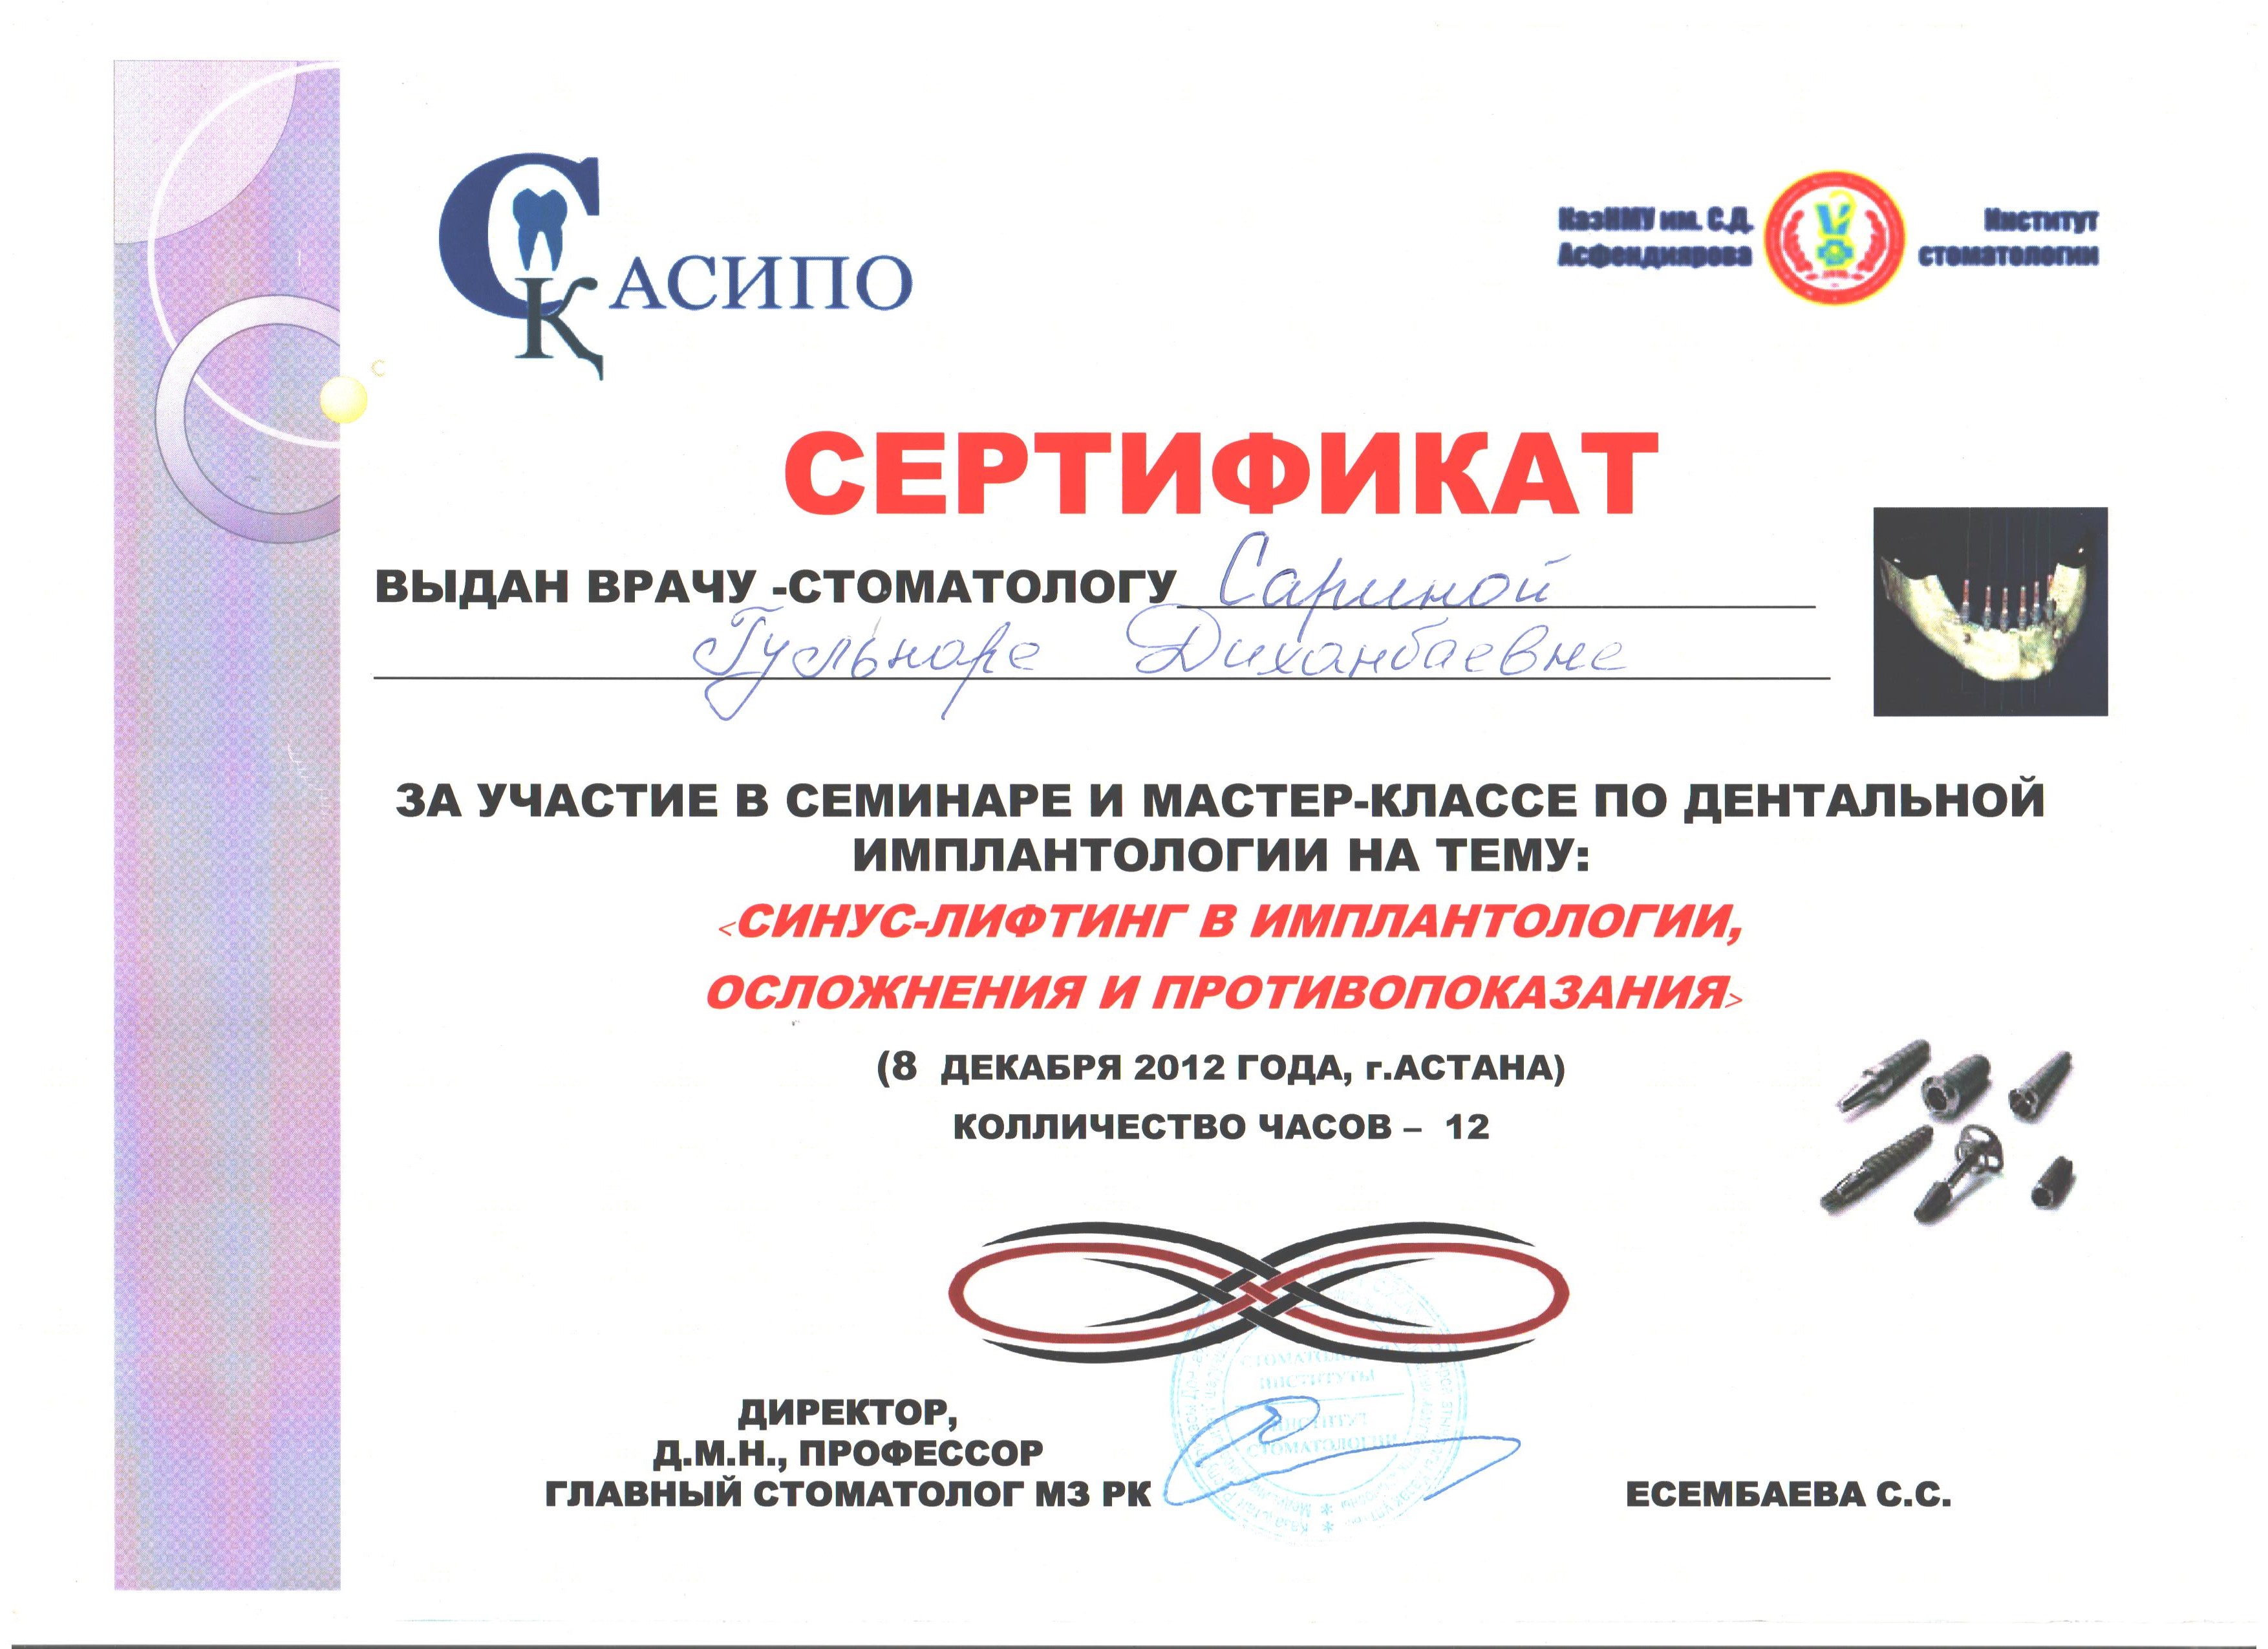 СК АСИПО
КазНМУ им. С.Д. Асфендиярова
Институт стоматологии
СЕРТИФИКАТ
ВЫДАН ВРАЧУ -СТОМАТОЛОГУ Сариной
Гульнаре Диханбаевне
ЗА УЧАСТИЕ В СЕМИНАРЕ И МАСТЕР-КЛАССЕ ПО ДЕНТАЛЬНОЙ
ИМПЛАНТОЛОГИИ НА ТЕМУ:
<СИНУС-ЛИФТИНГ В ИМПЛАНТОЛОГИИ,
ОСЛОЖНЕНИЯ И ПРОТИВОПОКАЗАНИЯ>
(8 ДЕКАБРЯ 2012 ГОДА, г.АСТАНА)
КОЛЛИЧЕСТВО ЧАСОВ – 12
ИНСТИТУТЫ
ИНСТИТУТ
СТОМАТОЛОГИИ
ДИРЕКТОР,
Д.М.Н., ПРОФЕССОР
ГЛАВНЫЙ СТОМАТОЛОГ МЗ РК
ЕСЕМБАЕВА С.С.